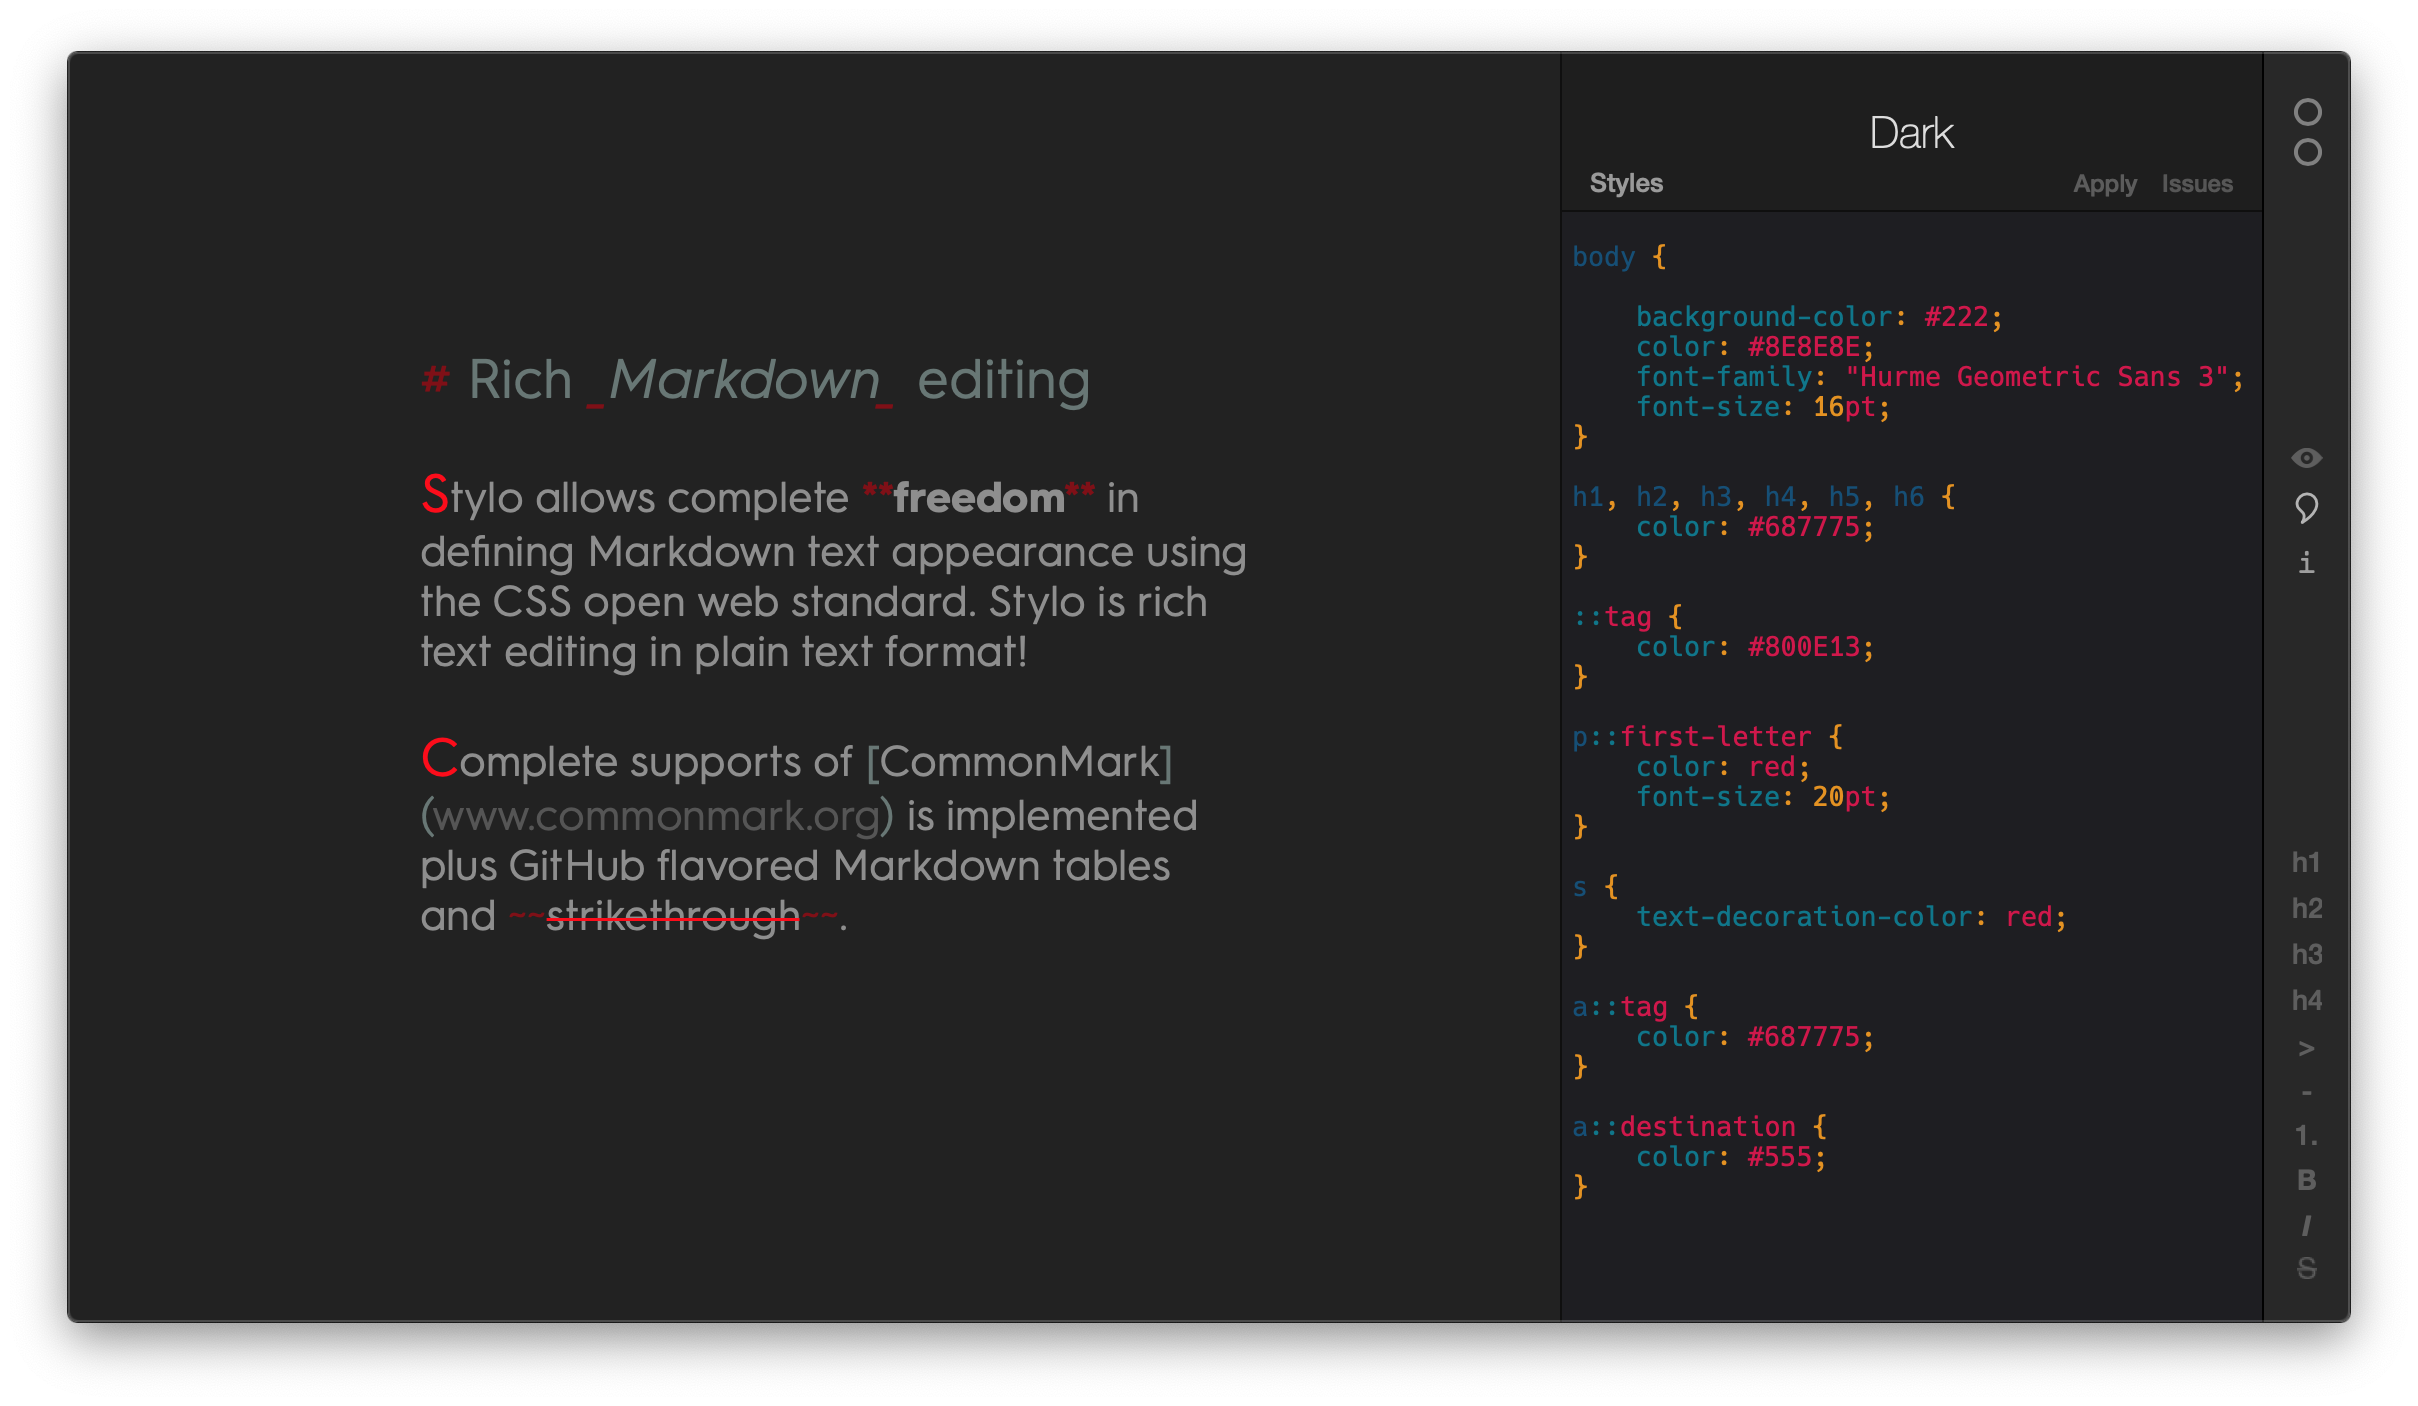 # Rich _Markdown_ editing
Stylo allows complete **freedom** in
defining Markdown text appearance using
the CSS open web standard. Stylo is rich
text editing in plain text format!
Complete supports of [CommonMark]
(www.commonmark.org) is implemented
plus GitHub flavored Markdown tables
and ~~strikethrough~~.
Dark
Styles Apply Issues
body {
background-color: #222;
color: #8E8E8E;
font-family: "Hurme Geometric Sans 3";
font-size: 16pt;
}
h1, h2, h3, h4, h5, h6 {
color: #687775;
}
::tag {
color: #800E13;
}
p::first-letter {
color: red;
font-size: 20pt;
}
s {
text-decoration-color: red;
}
a::tag {
color: #687775;
}
a::destination {
color: #555;
}
i
h1
h2
h3
h4
>
-
1.
B
I
S